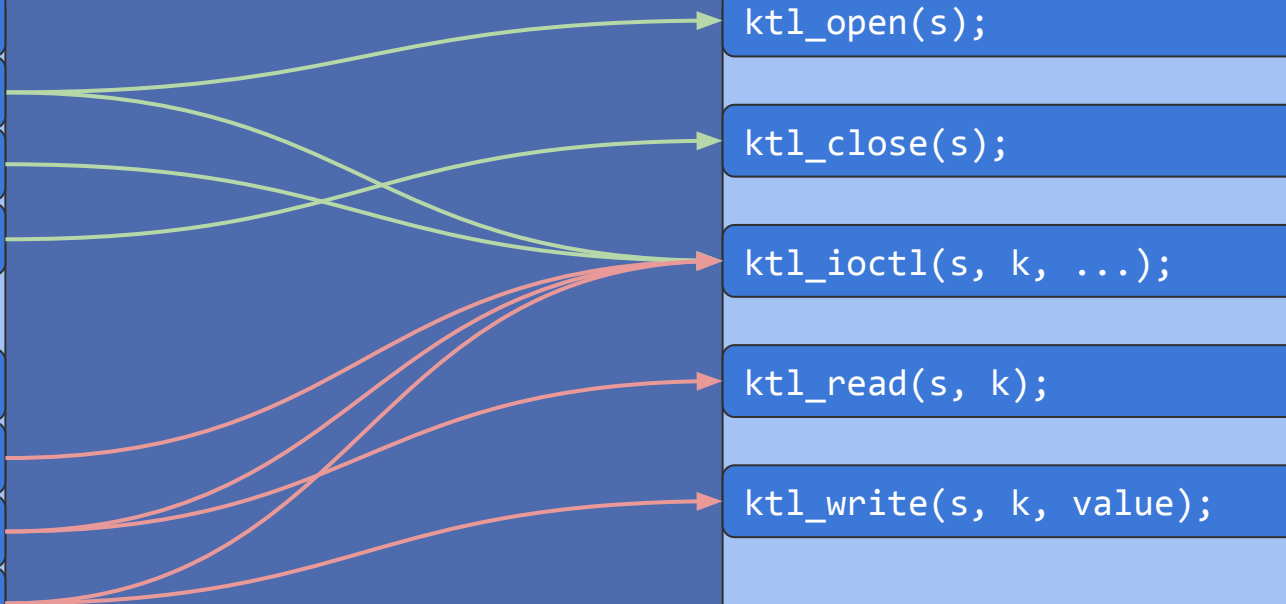 ktl_open(s);
ktl_close(s);
ktl_ioctl(s, k, ...);
ktl_read(s, k);
ktl_write(s, k, value);